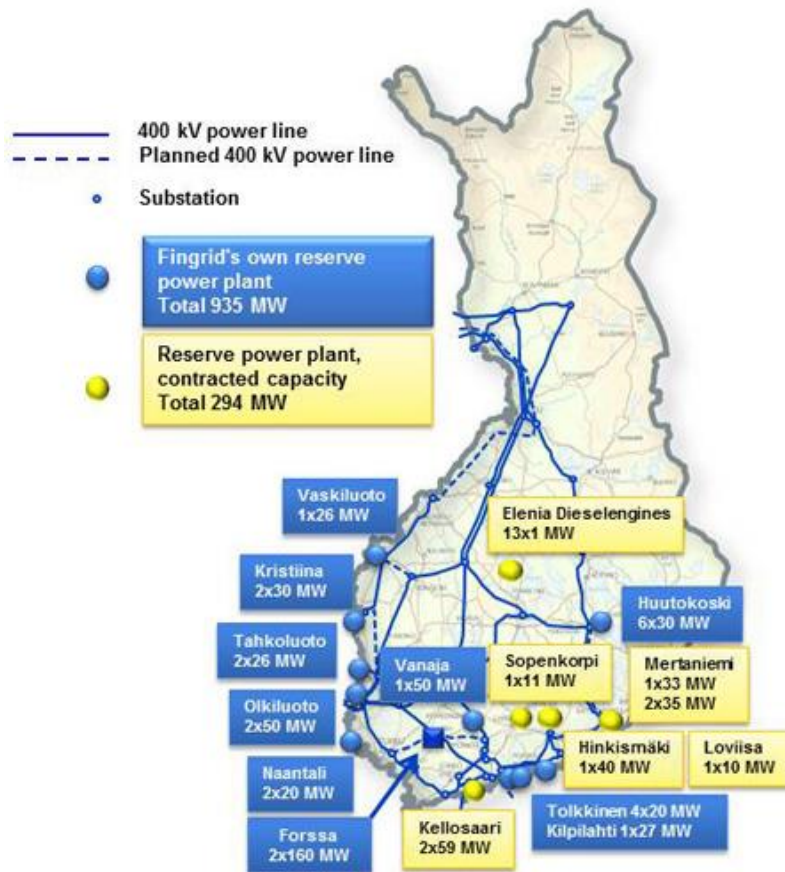 400 kV power line
Planned 400 kV power line
Substation
Fingrid's own reserve
power plant
Total 935 MW
Reserve power plant,
contracted capacity
Total 294 MW
Vaskiluoto
1x26 MW
Elenia Dieselengines
13x1 MW
Kristiina
2x30 MW
Huutokoski
6x30 MW
Tahkoluoto
2x26 MW
Vanaja
1x50 MW
Sopenkorpi
1x11 MW
Mertaniemi
1x33 MW
2x35 MW
Olkiluoto
2x50 MW
Hinkismäki
1x40 MW
Loviisa
1x10 MW
Naantali
2x20 MW
Forssa
2x160 MW
Kellosaari
2x59 MW
Tolkkinen 4x20 MW
Kilpilahti 1x27 MW